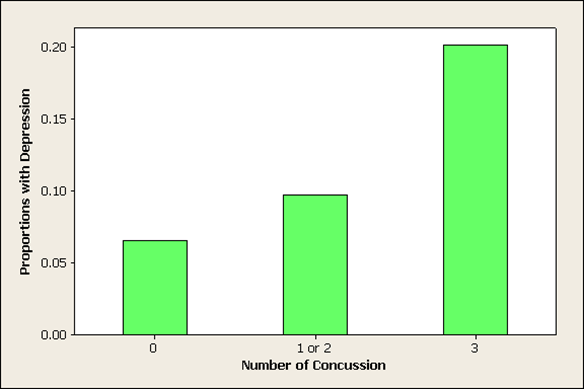 Proportions with Depression
0.20
0.15
0.10
0.05
0.00
0 1 or 2 3
Number of Concussion